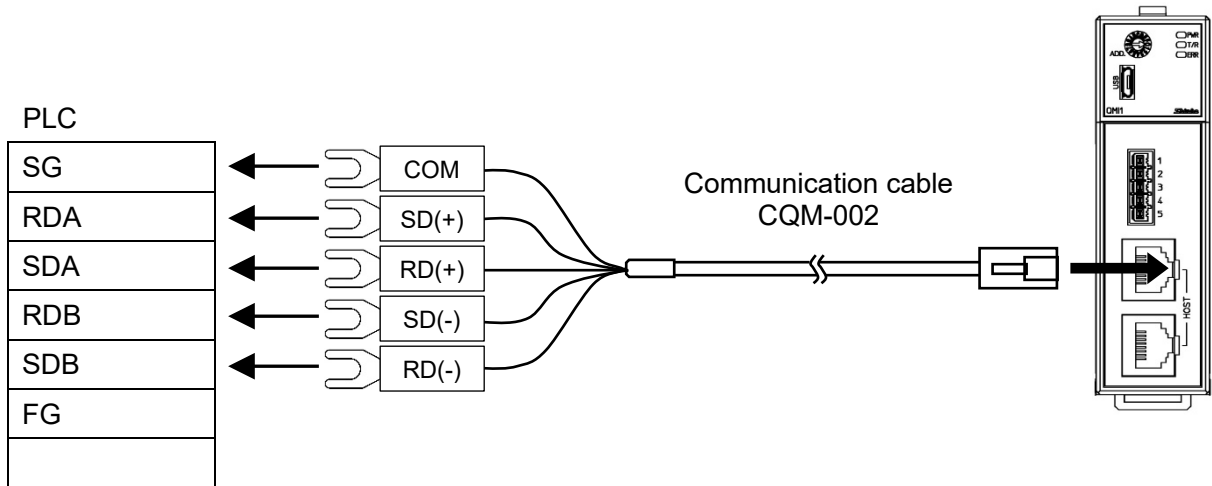 PLC
SG
RDA
SDA
RDB
SDB
FG
COM
SD(+)
RD(+)
SD(-)
RD(-)
Communication cable
CQM-002
ADD.
PWR
T/R
ERR
USB
QMI1
Shinko
1
2
3
4
5
HOST